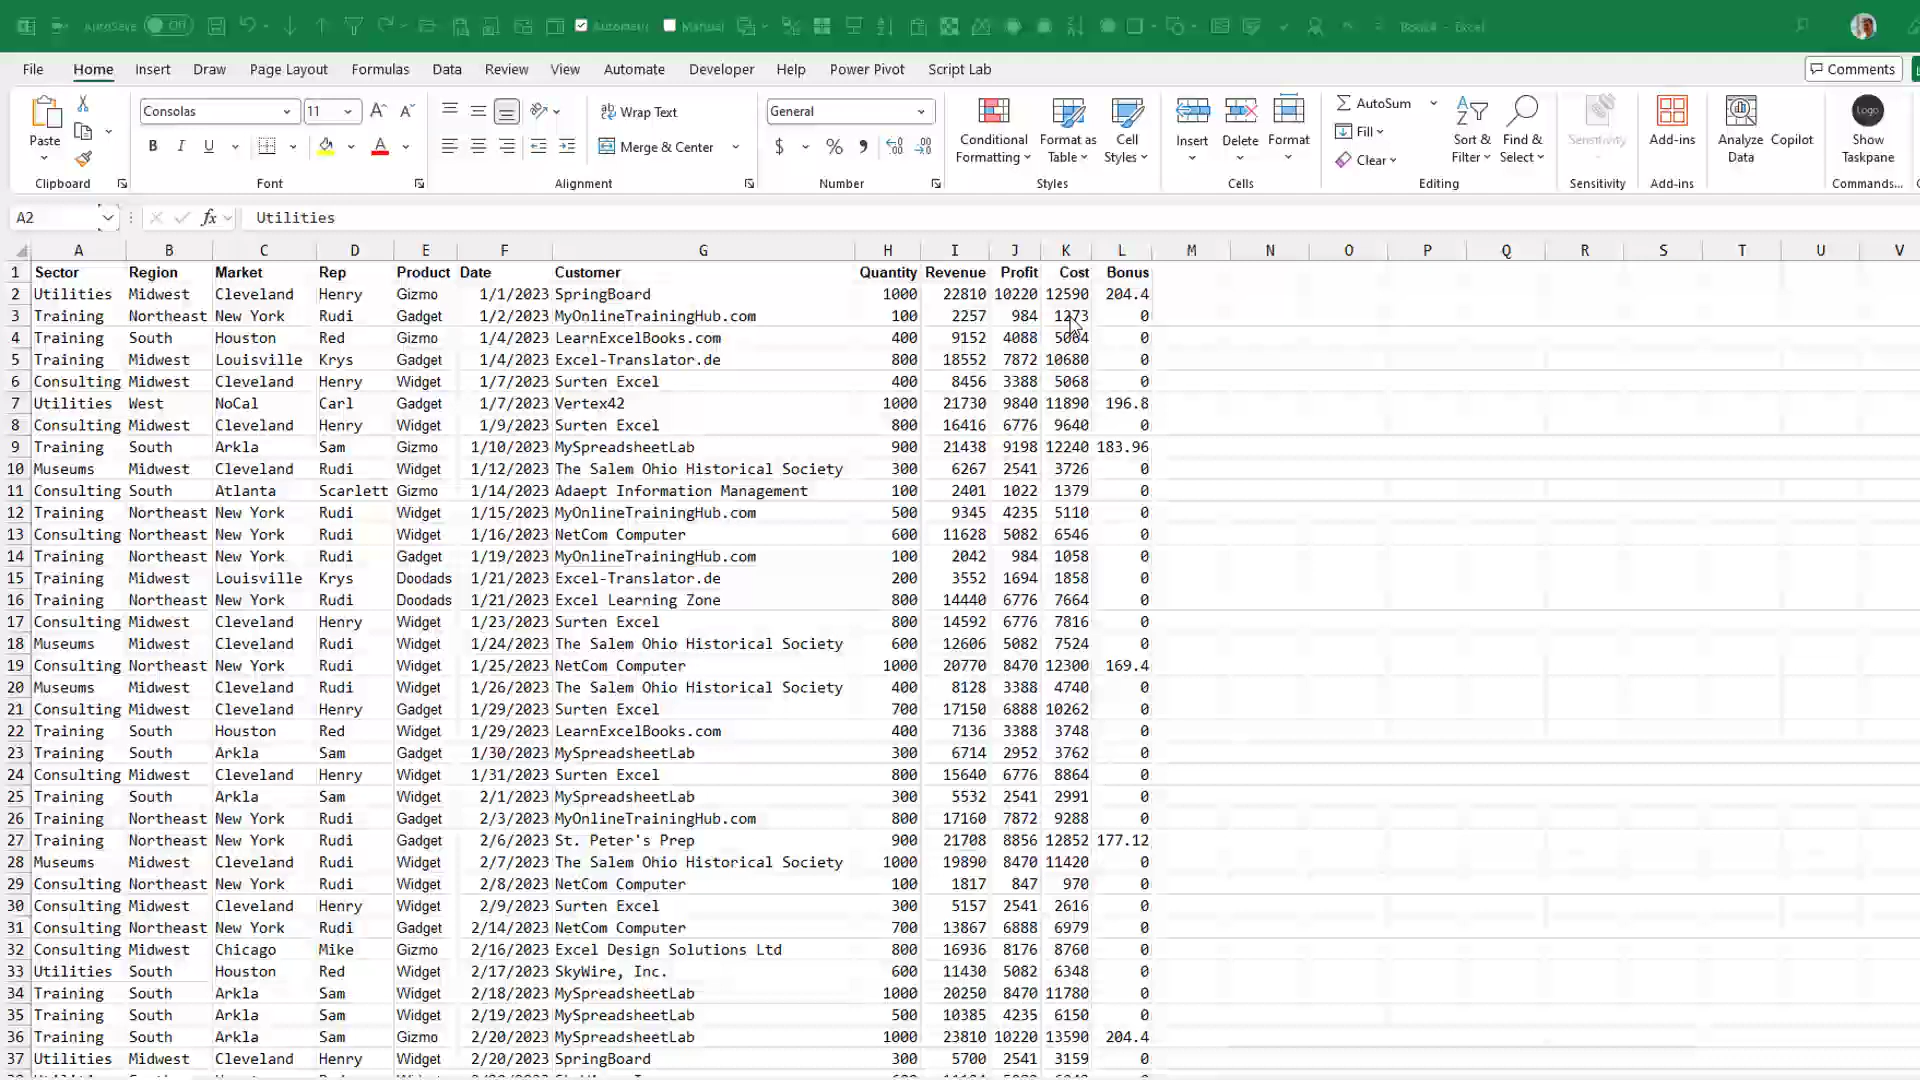 AutoSave Off Automatic Manual Book4 - Excel
File Home Insert Draw Page Layout Formulas Data Review View Automate Developer Help Power Pivot Script Lab Comments
Consolas 11 Wrap Text General AutoSum
Paste Conditional Format as Cell Insert Delete Format Fill Sort & Find & Sensitivity Add-ins Analyze Copilot Show
B I U Merge & Center $ % Formatting Table Styles Clear Filter Select Data Taskpane
Clipboard Font Alignment Number Styles Cells Editing Sensitivity Add-ins Commands...
A2 fx Utilities
A B C D E F G H I J K L M N O P Q R S T U V
1 Sector Region Market Rep Product Date Customer Quantity Revenue Profit Cost Bonus
2 Utilities Midwest Cleveland Henry Gizmo 1/1/2023 SpringBoard 1000 22810 10220 12590 204.4
3 Training Northeast New York Rudi Gadget 1/2/2023 MyOnlineTrainingHub.com 100 2257 984 1273 0
4 Training South Houston Red Gizmo 1/4/2023 LearnExcelBooks.com 400 9152 4088 5064 0
5 Training Midwest Louisville Krys Gadget 1/4/2023 Excel-Translator.de 800 18552 7872 10680 0
6 Consulting Midwest Cleveland Henry Widget 1/7/2023 Surten Excel 400 8456 3388 5068 0
7 Utilities West NoCal Carl Gadget 1/7/2023 Vertex42 1000 21730 9840 11890 196.8
8 Consulting Midwest Cleveland Henry Widget 1/9/2023 Surten Excel 800 16416 6776 9640 0
9 Training South Arkla Sam Gizmo 1/10/2023 MySpreadsheetLab 900 21438 9198 12240 183.96
10 Museums Midwest Cleveland Rudi Widget 1/12/2023 The Salem Ohio Historical Society 300 6267 2541 3726 0
11 Consulting South Atlanta Scarlett Gizmo 1/14/2023 Adaept Information Management 100 2401 1022 1379 0
12 Training Northeast New York Rudi Widget 1/15/2023 MyOnlineTrainingHub.com 500 9345 4235 5110 0
13 Consulting Northeast New York Rudi Widget 1/16/2023 NetCom Computer 600 11628 5082 6546 0
14 Training Northeast New York Rudi Gadget 1/19/2023 MyOnlineTrainingHub.com 100 2042 984 1058 0
15 Training Midwest Louisville Krys Doodads 1/21/2023 Excel-Translator.de 200 3552 1694 1858 0
16 Training Northeast New York Rudi Doodads 1/21/2023 Excel Learning Zone 800 14440 6776 7664 0
17 Consulting Midwest Cleveland Henry Widget 1/23/2023 Surten Excel 800 14592 6776 7816 0
18 Museums Midwest Cleveland Rudi Widget 1/24/2023 The Salem Ohio Historical Society 600 12606 5082 7524 0
19 Consulting Northeast New York Rudi Widget 1/25/2023 NetCom Computer 1000 20770 8470 12300 169.4
20 Museums Midwest Cleveland Rudi Widget 1/26/2023 The Salem Ohio Historical Society 400 8128 3388 4740 0
21 Consulting Midwest Cleveland Henry Gadget 1/29/2023 Surten Excel 700 17150 6888 10262 0
22 Training South Houston Red Widget 1/29/2023 LearnExcelBooks.com 400 7136 3388 3748 0
23 Training South Arkla Sam Gadget 1/30/2023 MySpreadsheetLab 300 6714 2952 3762 0
24 Consulting Midwest Cleveland Henry Widget 1/31/2023 Surten Excel 800 15640 6776 8864 0
25 Training South Arkla Sam Widget 2/1/2023 MySpreadsheetLab 300 5532 2541 2991 0
26 Training Northeast New York Rudi Gadget 2/3/2023 MyOnlineTrainingHub.com 800 17160 7872 9288 0
27 Training Northeast New York Rudi Gadget 2/6/2023 St. Peter's Prep 900 21708 8856 12852 177.12
28 Museums Midwest Cleveland Rudi Widget 2/7/2023 The Salem Ohio Historical Society 1000 19890 8470 11420 0
29 Consulting Northeast New York Rudi Widget 2/8/2023 NetCom Computer 100 1817 847 970 0
30 Consulting Midwest Cleveland Henry Widget 2/9/2023 Surten Excel 300 5157 2541 2616 0
31 Consulting Northeast New York Rudi Gadget 2/14/2023 NetCom Computer 700 13867 6888 6979 0
32 Consulting Midwest Chicago Mike Gizmo 2/16/2023 Excel Design Solutions Ltd 800 16936 8176 8760 0
33 Utilities South Houston Red Widget 2/17/2023 SkyWire, Inc. 600 11430 5082 6348 0
34 Training South Arkla Sam Widget 2/18/2023 MySpreadsheetLab 1000 20250 8470 11780 0
35 Training South Arkla Sam Widget 2/19/2023 MySpreadsheetLab 500 10385 4235 6150 0
36 Training South Arkla Sam Gizmo 2/20/2023 MySpreadsheetLab 1000 23810 10220 13590 204.4
37 Utilities Midwest Cleveland Henry Widget 2/20/2023 SpringBoard 300 5700 2541 3159 0